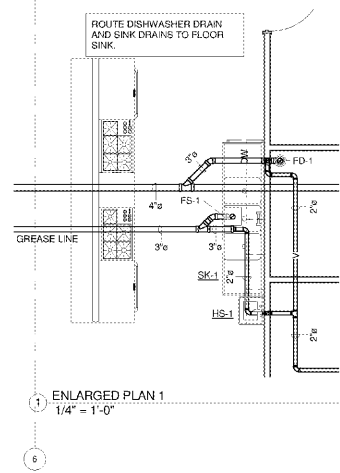 ROUTE DISHWASHER DRAIN
AND SINK DRAINS TO FLOOR
SINK.
DW
3"ø
FD-1
4"ø
FS-1
2"ø
GREASE LINE
3"ø
3"ø
V
SK-1
2"ø
HS-1
2"ø
1
ENLARGED PLAN 1
1/4" = 1'-0"
6